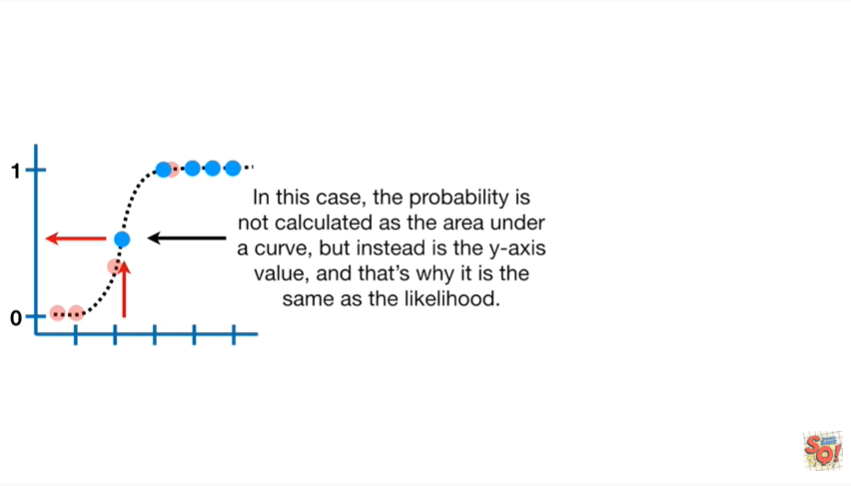 1
In this case, the probability is
not calculated as the area under
a curve, but instead is the y-axis
value, and that’s why it is the
same as the likelihood.
0
SQ!